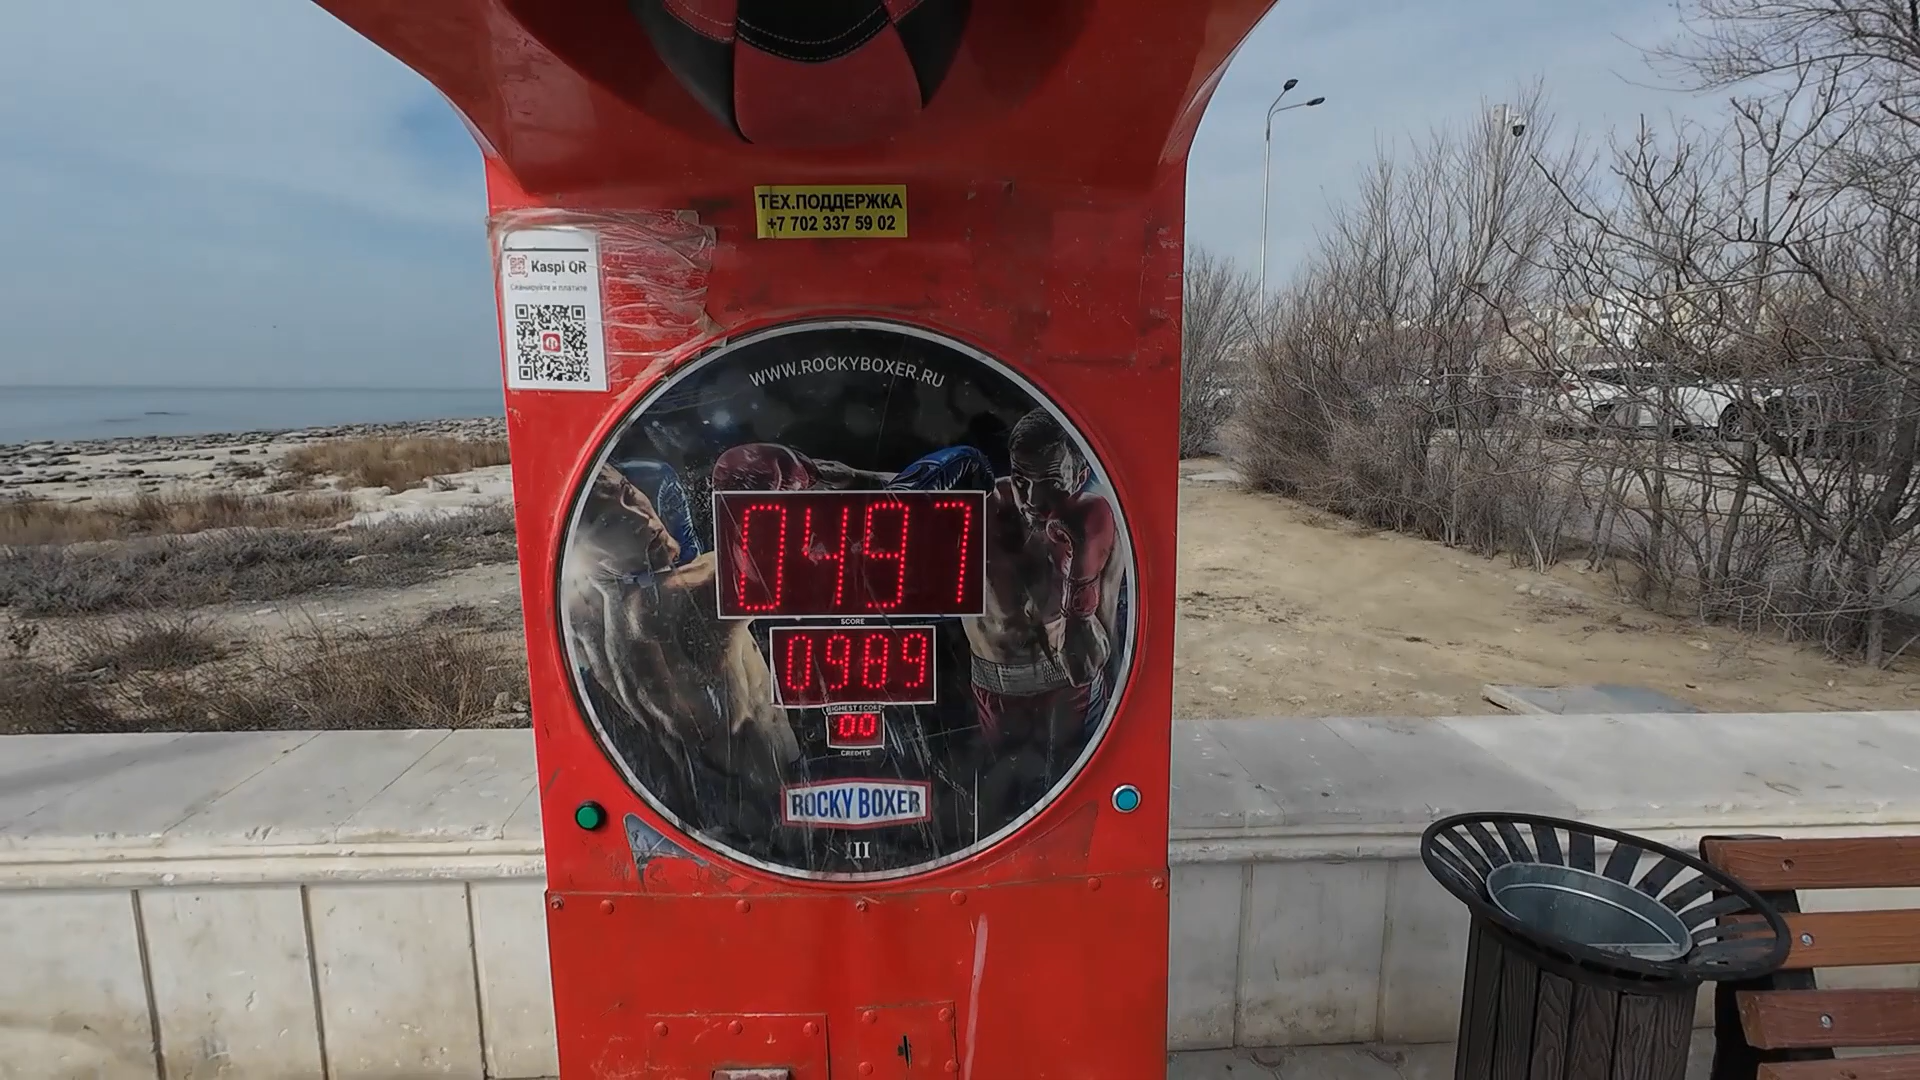 ТЕХ.ПОДДЕРЖКА
+7 702 337 59 02
Kaspi QR
Сканируйте и платите
WWW.ROCKYBOXER.RU
0497
SCORE
0989
HIGHEST SCORE
00
CREDITS
ROCKY BOXER
III